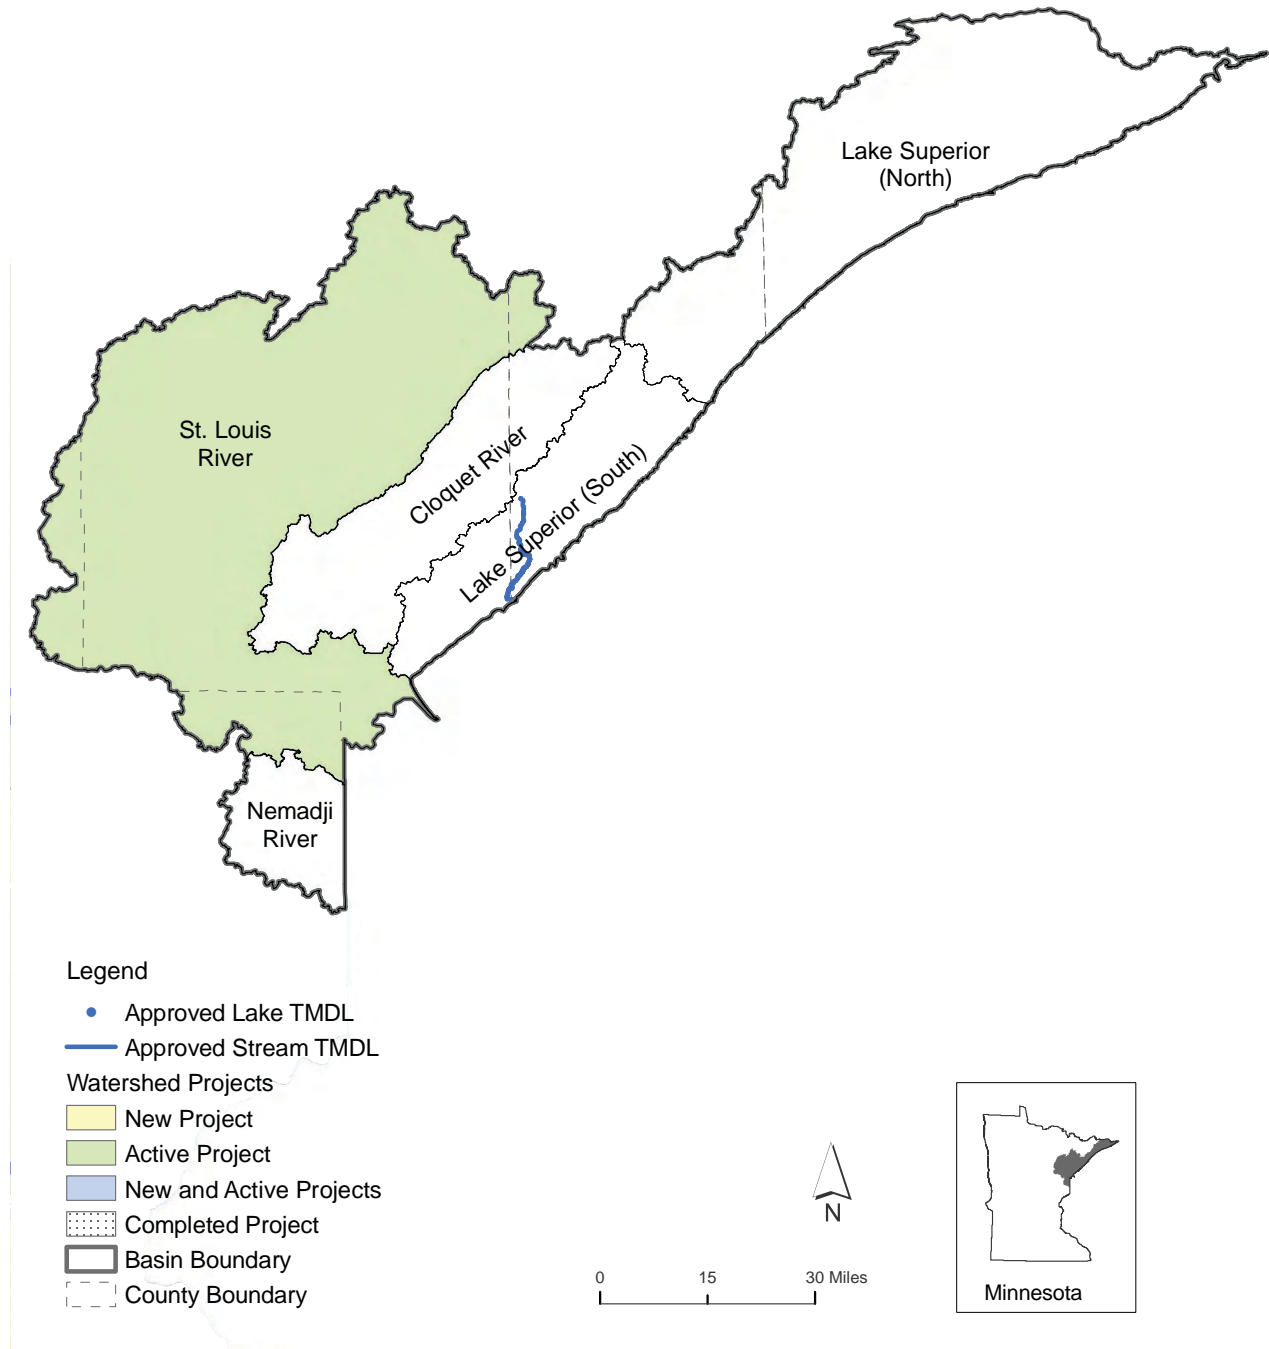 Lake Superior
(North)
St. Louis
River
Cloquet River
Lake Superior (South)
Nemadji
River
Legend
Approved Lake TMDL
Approved Stream TMDL
Watershed Projects
New Project
Active Project
New and Active Projects
Completed Project
Basin Boundary
County Boundary
N
0 15 30 Miles
Minnesota